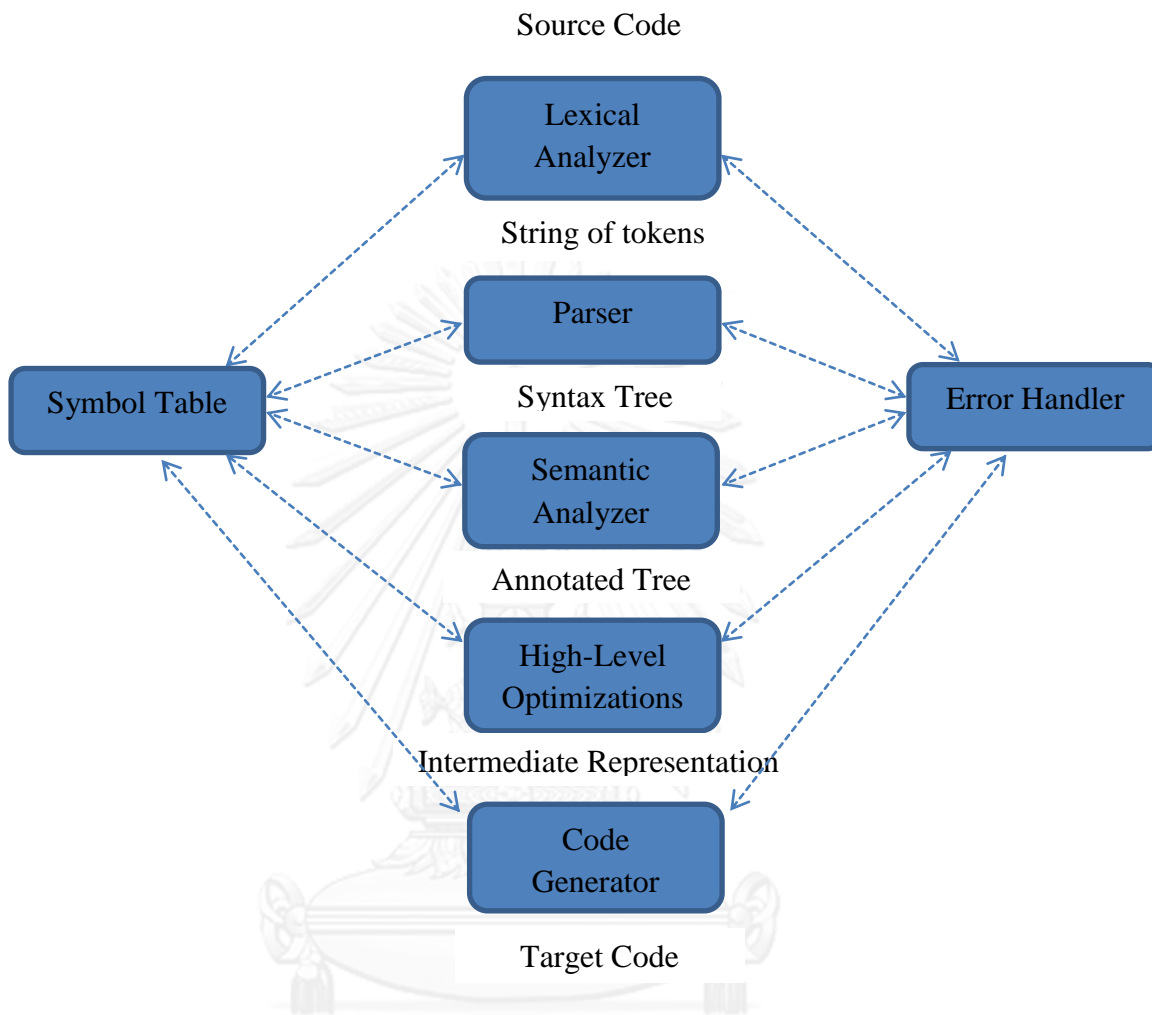 Source Code
Lexical
Analyzer
String of tokens
Parser
Symbol Table
Syntax Tree
Error Handler
Semantic
Analyzer
Annotated Tree
High-Level
Optimizations
Intermediate Representation
Code
Generator
Target Code